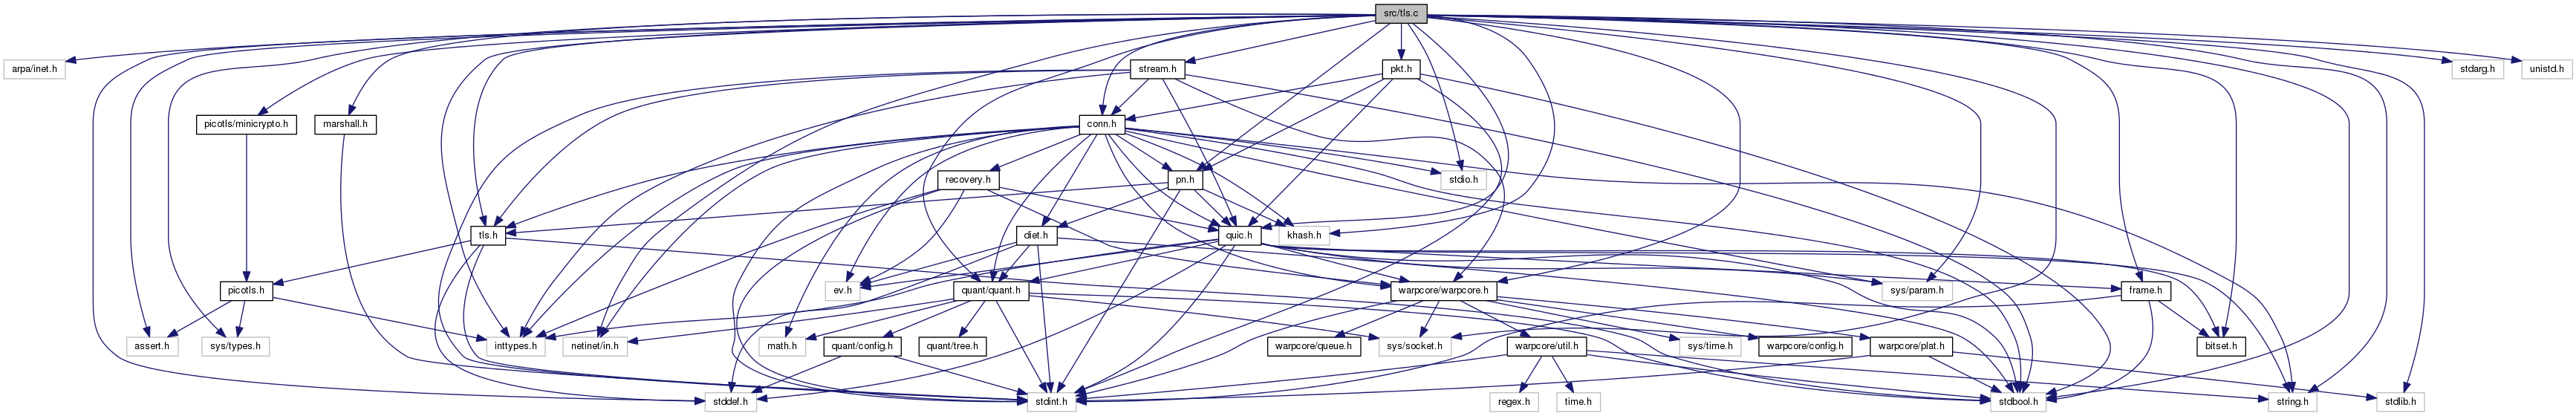 src/tls.c
arpa/inet.h
stream.h
pkt.h
stdarg.h
unistd.h
picotls/minicrypto.h
marshall.h
conn.h
recovery.h
pn.h
stdio.h
tls.h
diet.h
quic.h
khash.h
picotls.h
ev.h
quant/quant.h
warpcore/warpcore.h
sys/param.h
frame.h
assert.h
sys/types.h
inttypes.h
netinet/in.h
math.h
quant/config.h
quant/tree.h
warpcore/queue.h
sys/socket.h
warpcore/util.h
sys/time.h
warpcore/config.h
warpcore/plat.h
bitset.h
stddef.h
stdint.h
regex.h
time.h
stdbool.h
string.h
stdlib.h